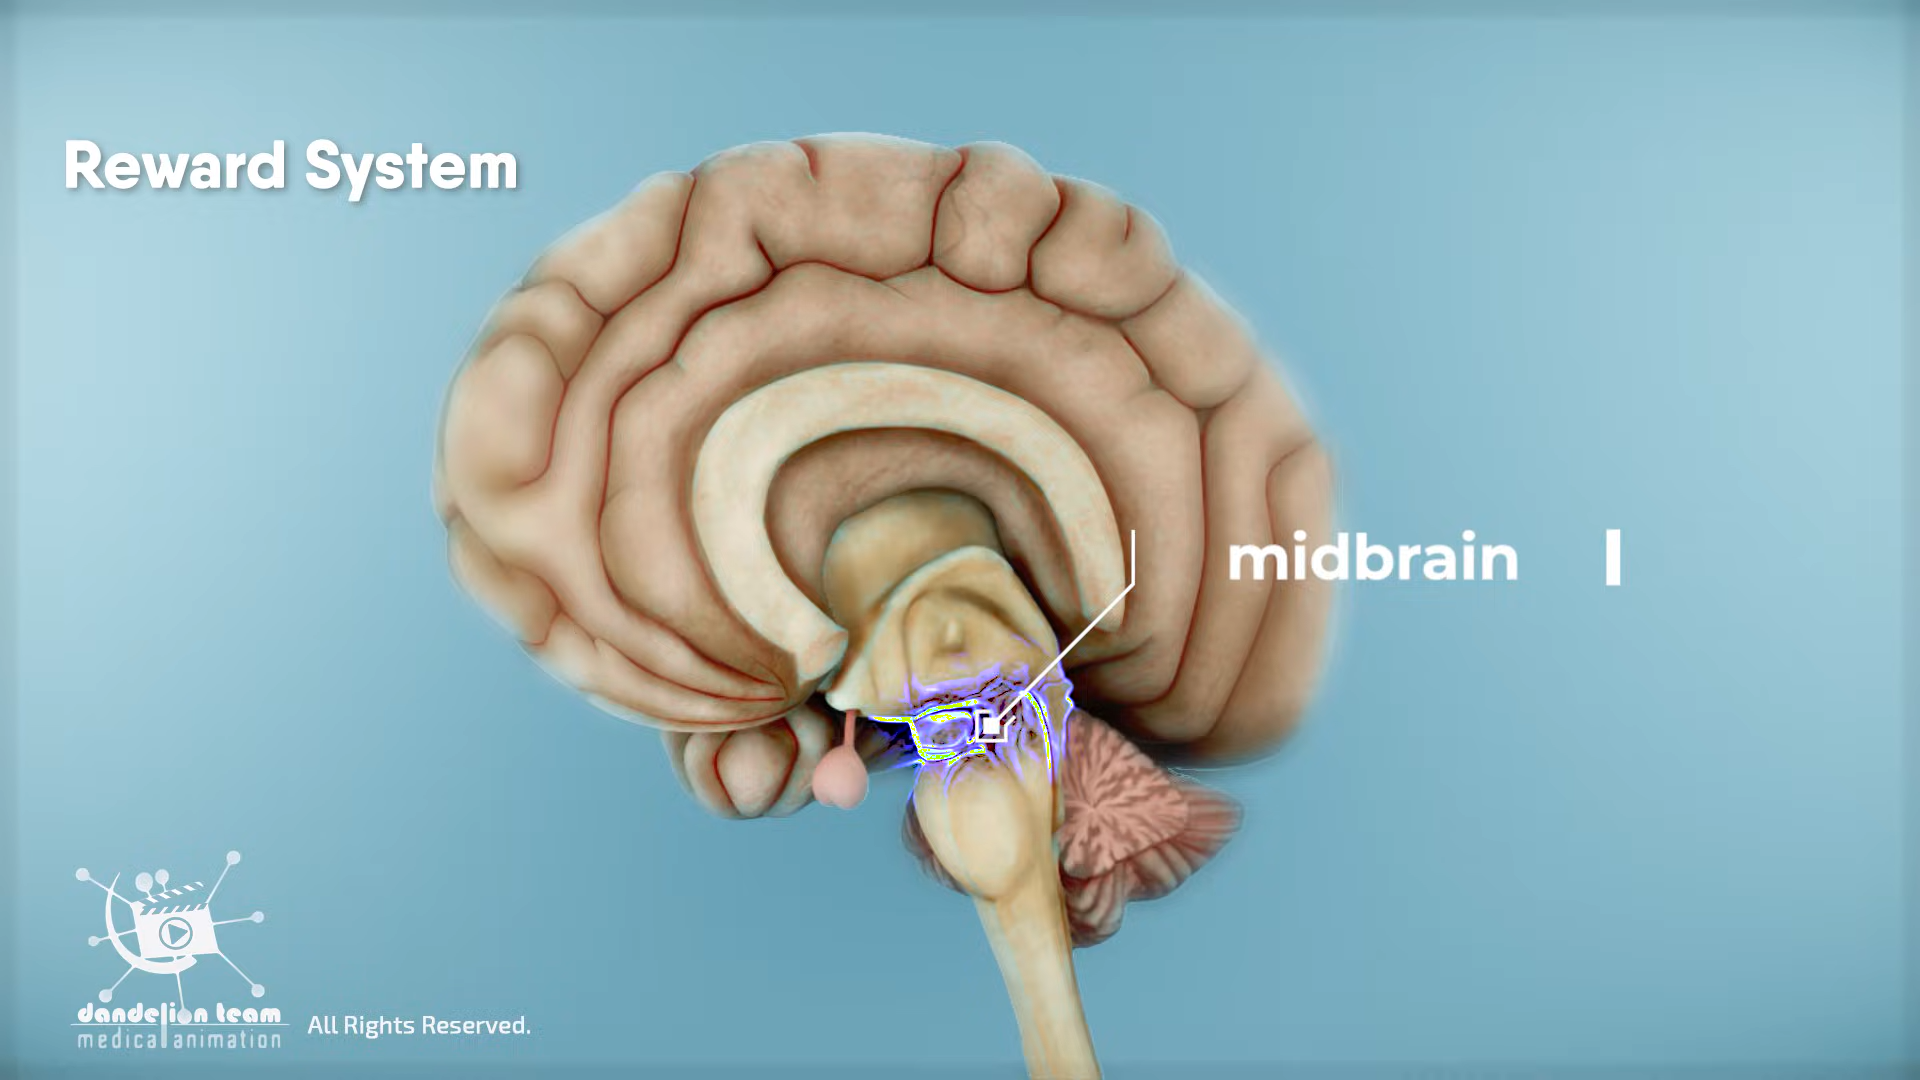 Reward System
midbrain
dandelion team
medical animation
All Rights Reserved.